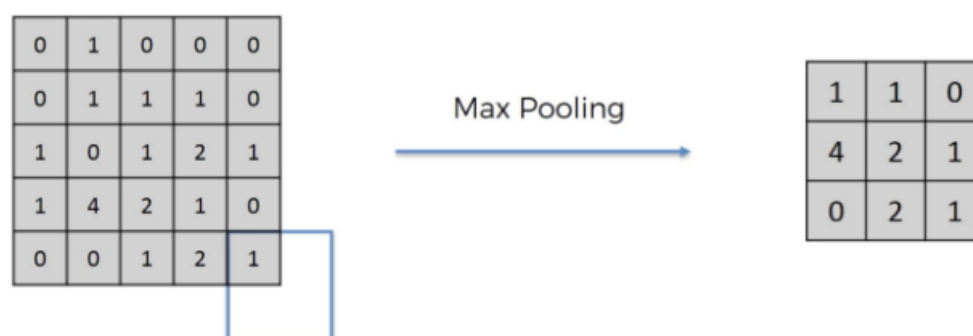 0 1 0 0 0
0 1 1 1 0
1 0 1 2 1
1 4 2 1 0
0 0 1 2 1
Max Pooling
1 1 0
4 2 1
0 2 1